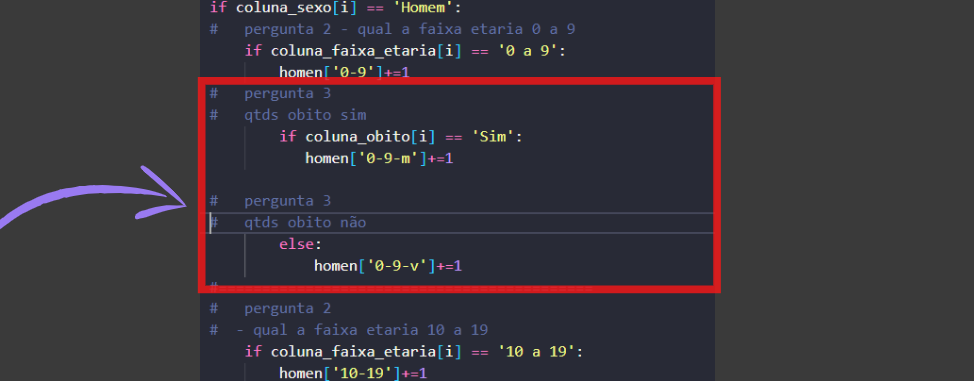 if coluna_sexo[i] == 'Homem':
#   pergunta 2 - qual a faixa etaria 0 a 9
    if coluna_faixa_etaria[i] == '0 a 9':
        homen['0-9']+=1
#   pergunta 3
#   qtds obito sim
        if coluna_obito[i] == 'Sim':
           homen['0-9-m']+=1
#   pergunta 3
#   qtds obito não
        else:
            homen['0-9-v']+=1
#===========================================
#   pergunta 2
#  - qual a faixa etaria 10 a 19
    if coluna_faixa_etaria[i] == '10 a 19':
        homen['10-19']+=1